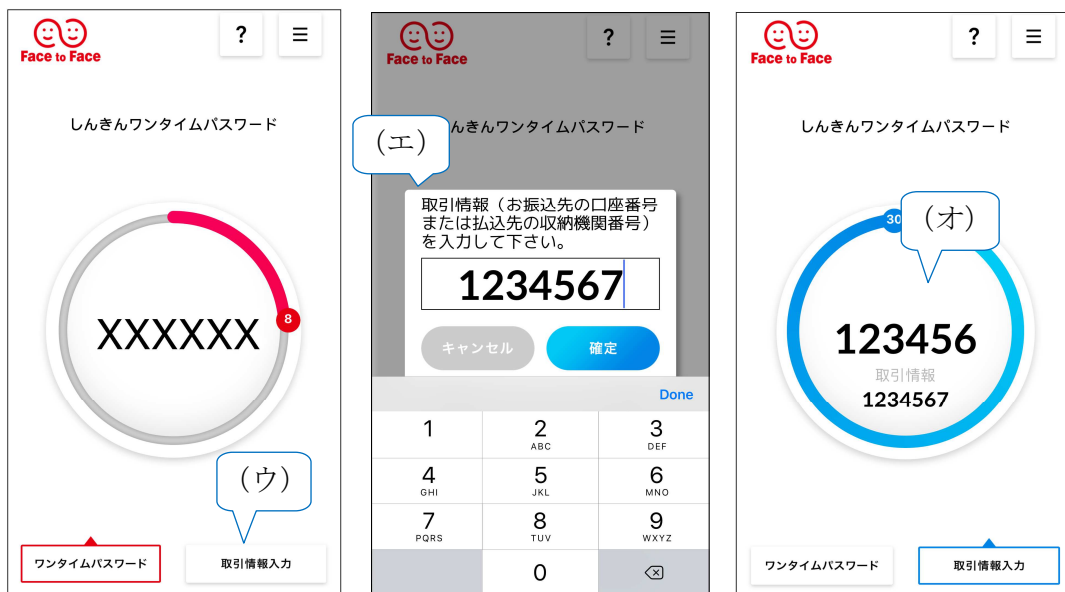 Face to Face
?
≡
しんきんワンタイムパスワード
XXXXXX
8
(ウ)
ワンタイムパスワード
取引情報入力
Face to Face
?
≡
んきんワンタイムパスワード
(エ)
取引情報(お振込先の口座番号
または払込先の収納機関番号)
を入力して下さい。
1234567
キャンセル
確定
Done
1
2
ABC
3
DEF
4
GHI
5
JKL
6
MNO
7
PQRS
8
TUV
9
WXYZ
0
Face to Face
?
≡
しんきんワンタイムパスワード
30
(オ)
123456
取引情報
1234567
ワンタイムパスワード
取引情報入力